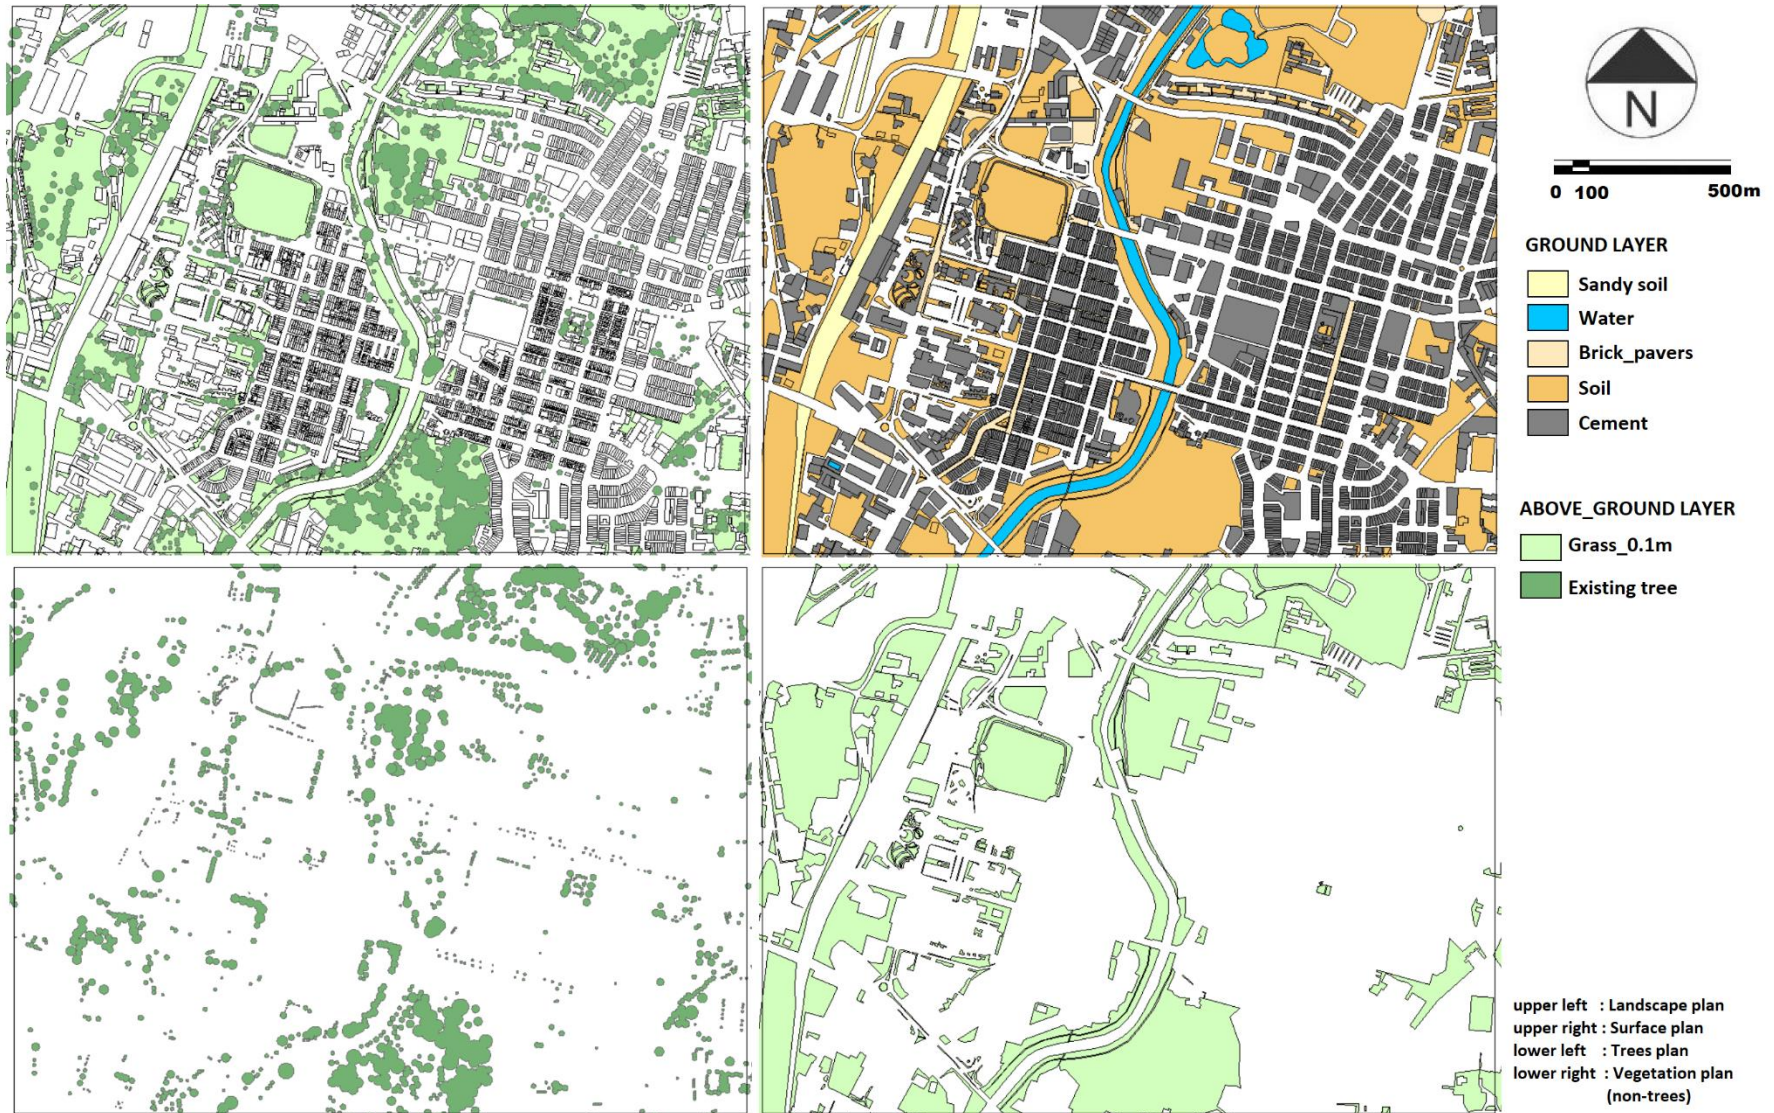 N
0 100 500m
GROUND LAYER
Sandy soil
Water
Brick_pavers
Soil
Cement
ABOVE_GROUND LAYER
Grass_0.1m
Existing tree
upper left : Landscape plan
upper right : Surface plan
lower left : Trees plan
lower right : Vegetation plan
(non-trees)